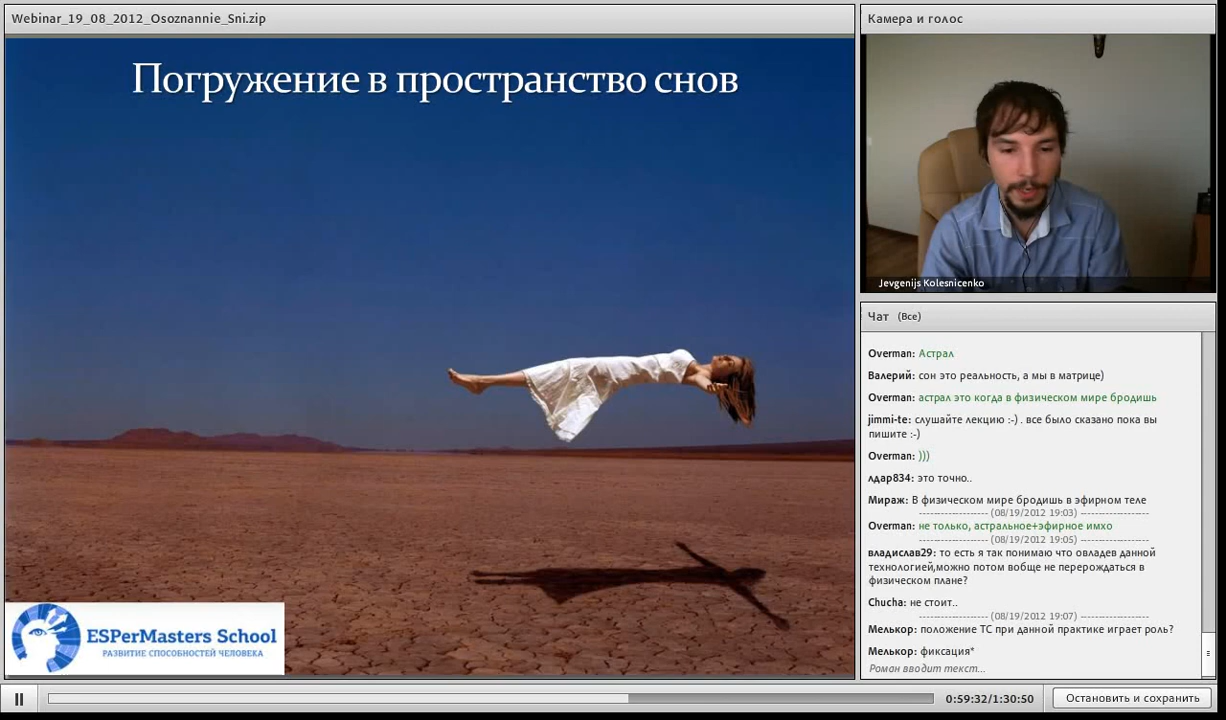 Webinar_19_08_2012_Osoznannie_Sni.zip
Погружение в пространство снов
ESPerMasters School
РАЗВИТИЕ СПОСОБНОСТЕЙ ЧЕЛОВЕКА
Камера и голос
Jevgenijs Kolesnicenko
Чат (Все)
Overman: Астрал
Валерий: сон это реальность, а мы в матрице)
Overman: астрал это когда в физическом мире бродишь
jimmi-te: слушайте лекцию :-) . все было сказано пока вы
пишите :-)
Overman: )))
лдар834: это точно..
Мираж: В физическом мире бродишь в эфирном теле
-------------------- (08/19/2012 19:03) --------------------
Overman: не только, астральное+эфирное имхо
-------------------- (08/19/2012 19:05) --------------------
владислав29: то есть я так понимаю что овладев данной
технологией,можно потом вобще не перерождаться в
физическом плане?
Chucha: не стоит..
-------------------- (08/19/2012 19:07) --------------------
Мелькор: положение ТС при данной практике играет роль?
Мелькор: фиксация*
Роман вводит текст...
0:59:32/1:30:50
Остановить и сохранить